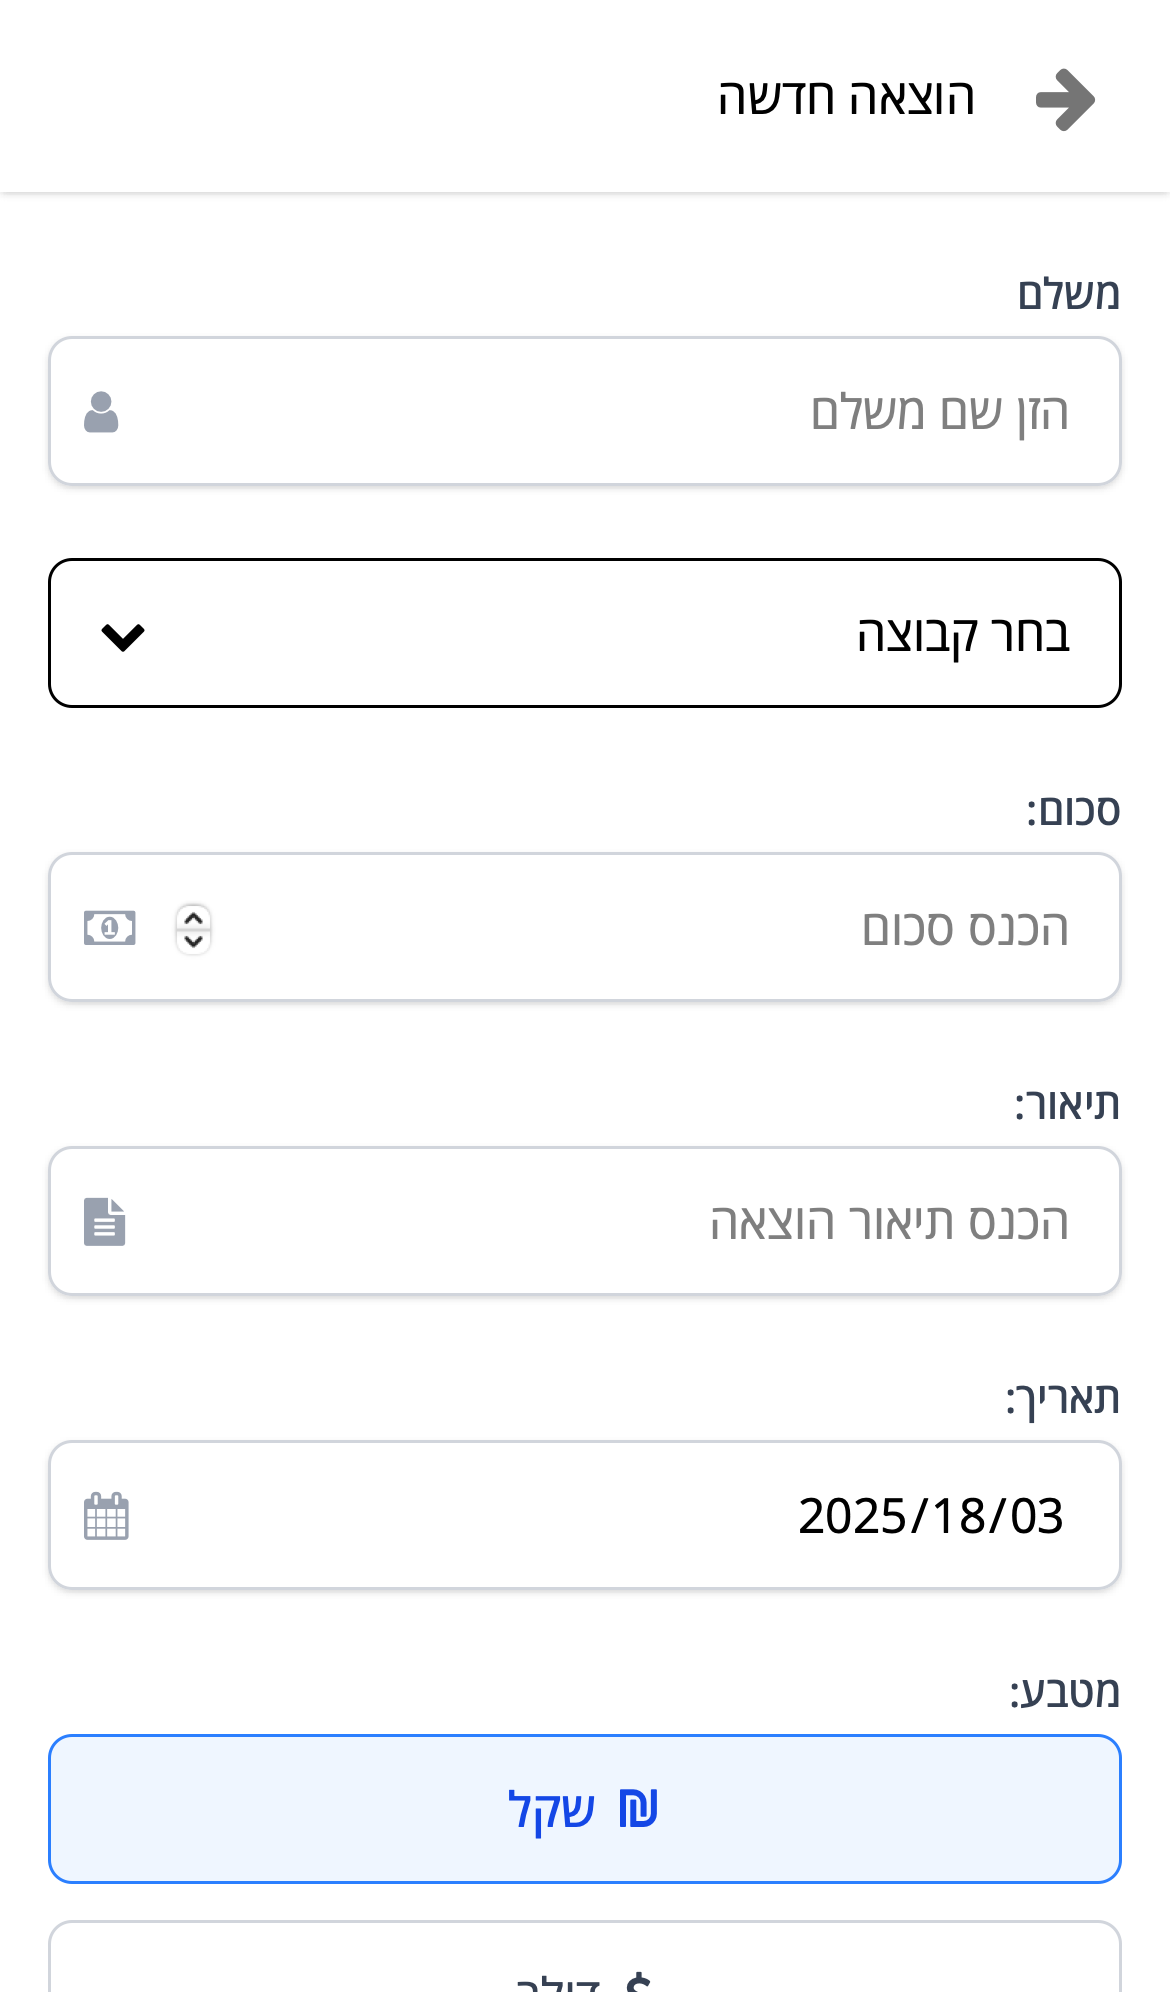 הוצאה חדשה
משלם
הזן שם משלם
בחר קבוצה
סכום:
הכנס סכום
תיאור:
הכנס תיאור הוצאה
תאריך:
2025/18/03
מטבע:
₪ שקל
$ דולר